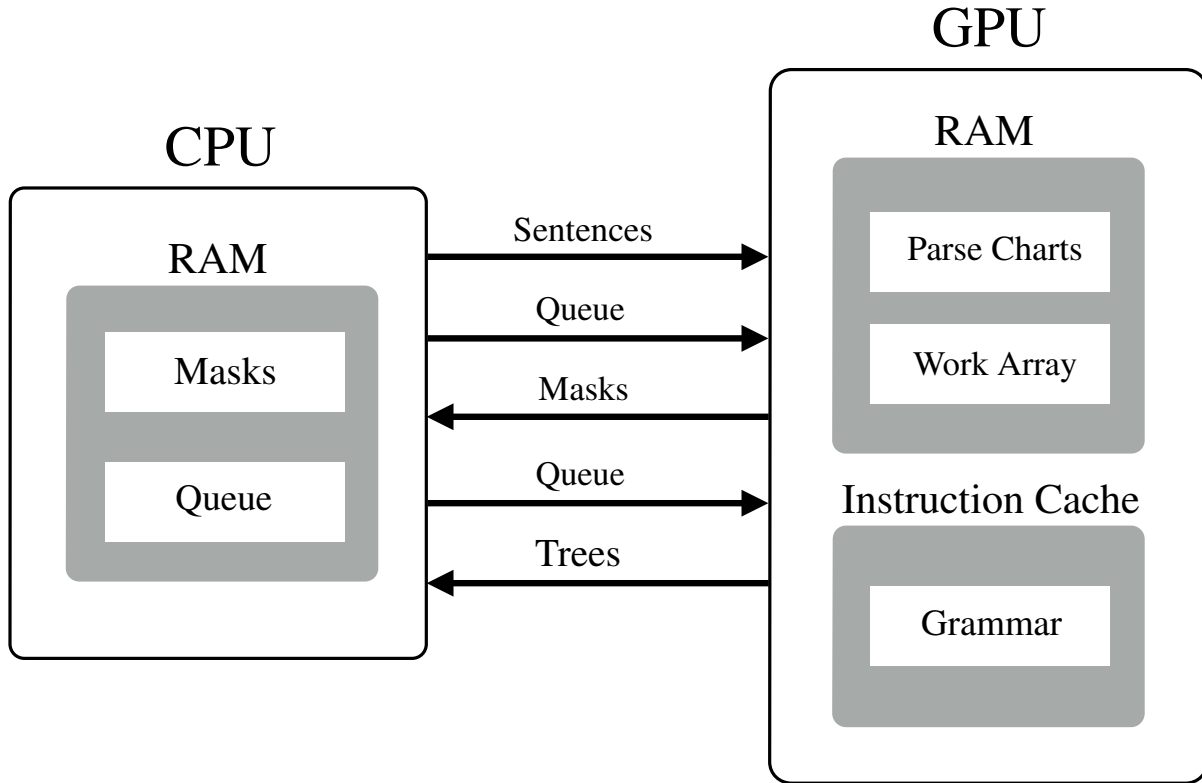 CPU
RAM
Masks
Queue
Sentences
Queue
Masks
Queue
Trees
GPU
RAM
Parse Charts
Work Array
Instruction Cache
Grammar